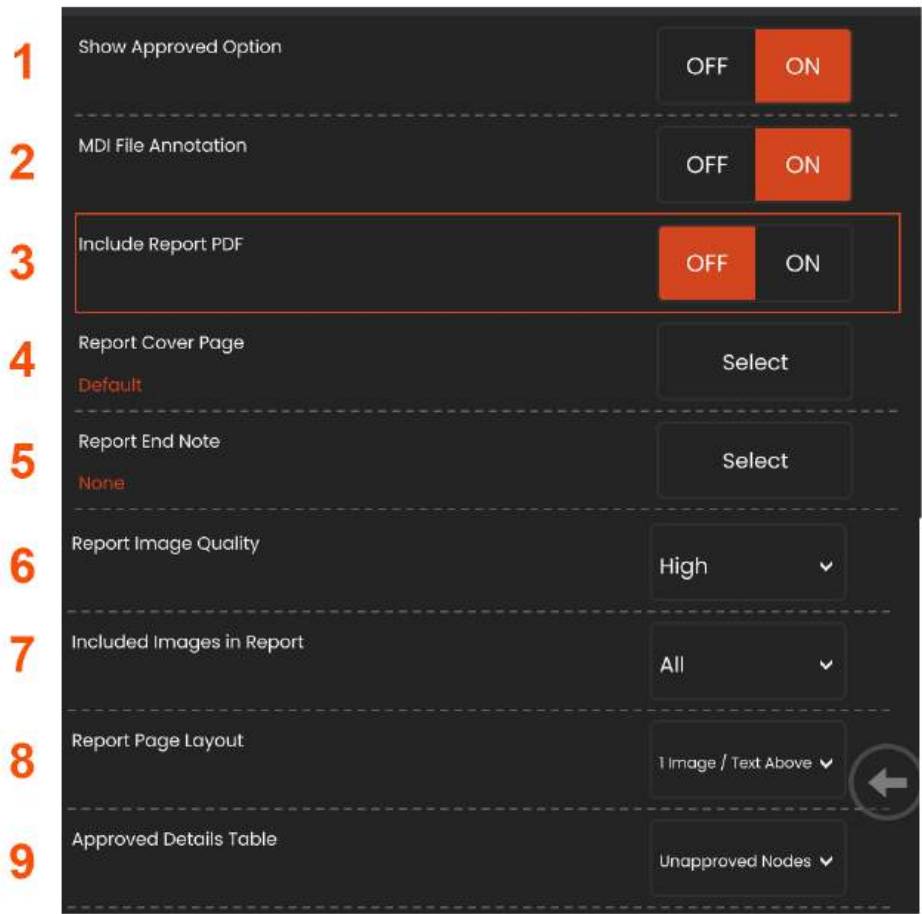 1 Show Approved Option OFF ON
2 MDI File Annotation OFF ON
3 Include Report PDF OFF ON
4 Report Cover Page Select
Default
5 Report End Note Select
None
6 Report Image Quality High
7 Included Images in Report All
8 Report Page Layout 1 Image / Text Above
9 Approved Details Table Unapproved Nodes